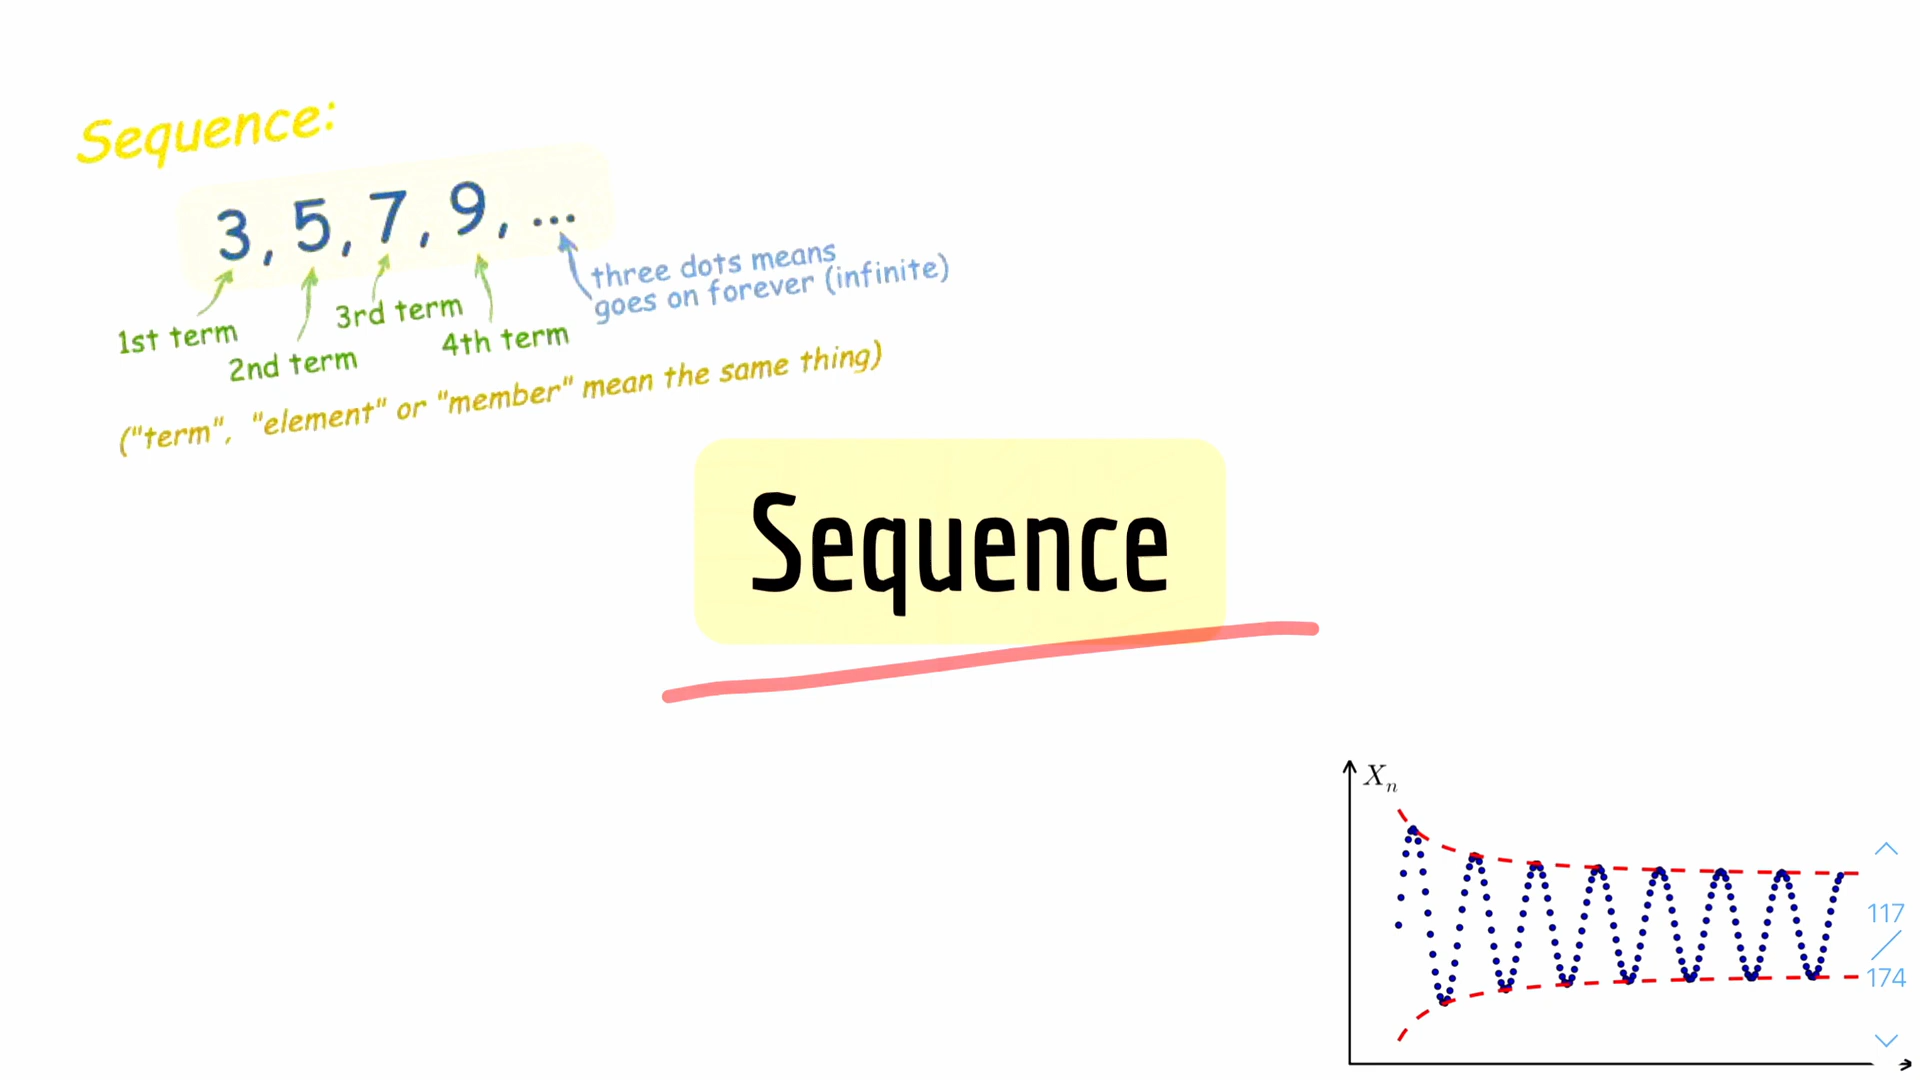 Sequence:
3, 5, 7, 9, ...
three dots means
goes on forever (infinite)
1st term
2nd term
3rd term
4th term
("term", "element" or "member" mean the same thing)
Sequence
Xn
117
/
174